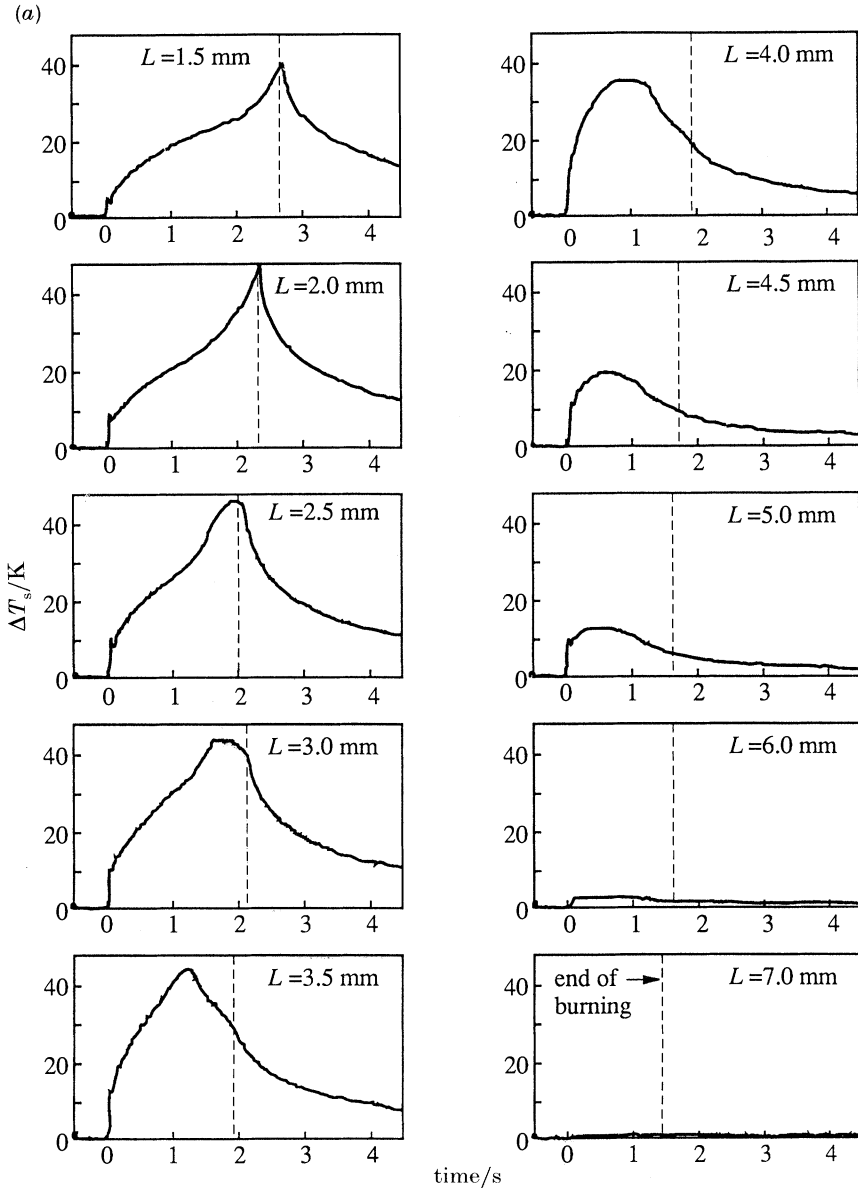 (a)
L =1.5 mm
40
20
0
0 1 2 3 4
L =2.0 mm
40
20
0
0 1 2 3 4
L =2.5 mm
40
20
0
0 1 2 3 4
L =3.0 mm
40
20
0
0 1 2 3 4
L =3.5 mm
40
20
0
0 1 2 3 4
ΔTₛ/K
L =4.0 mm
40
20
0
0 1 2 3 4
L =4.5 mm
40
20
0
0 1 2 3 4
L =5.0 mm
40
20
0
0 1 2 3 4
L =6.0 mm
40
20
0
0 1 2 3 4
end of
burning
L =7.0 mm
40
20
0
0 1 2 3 4
time/s